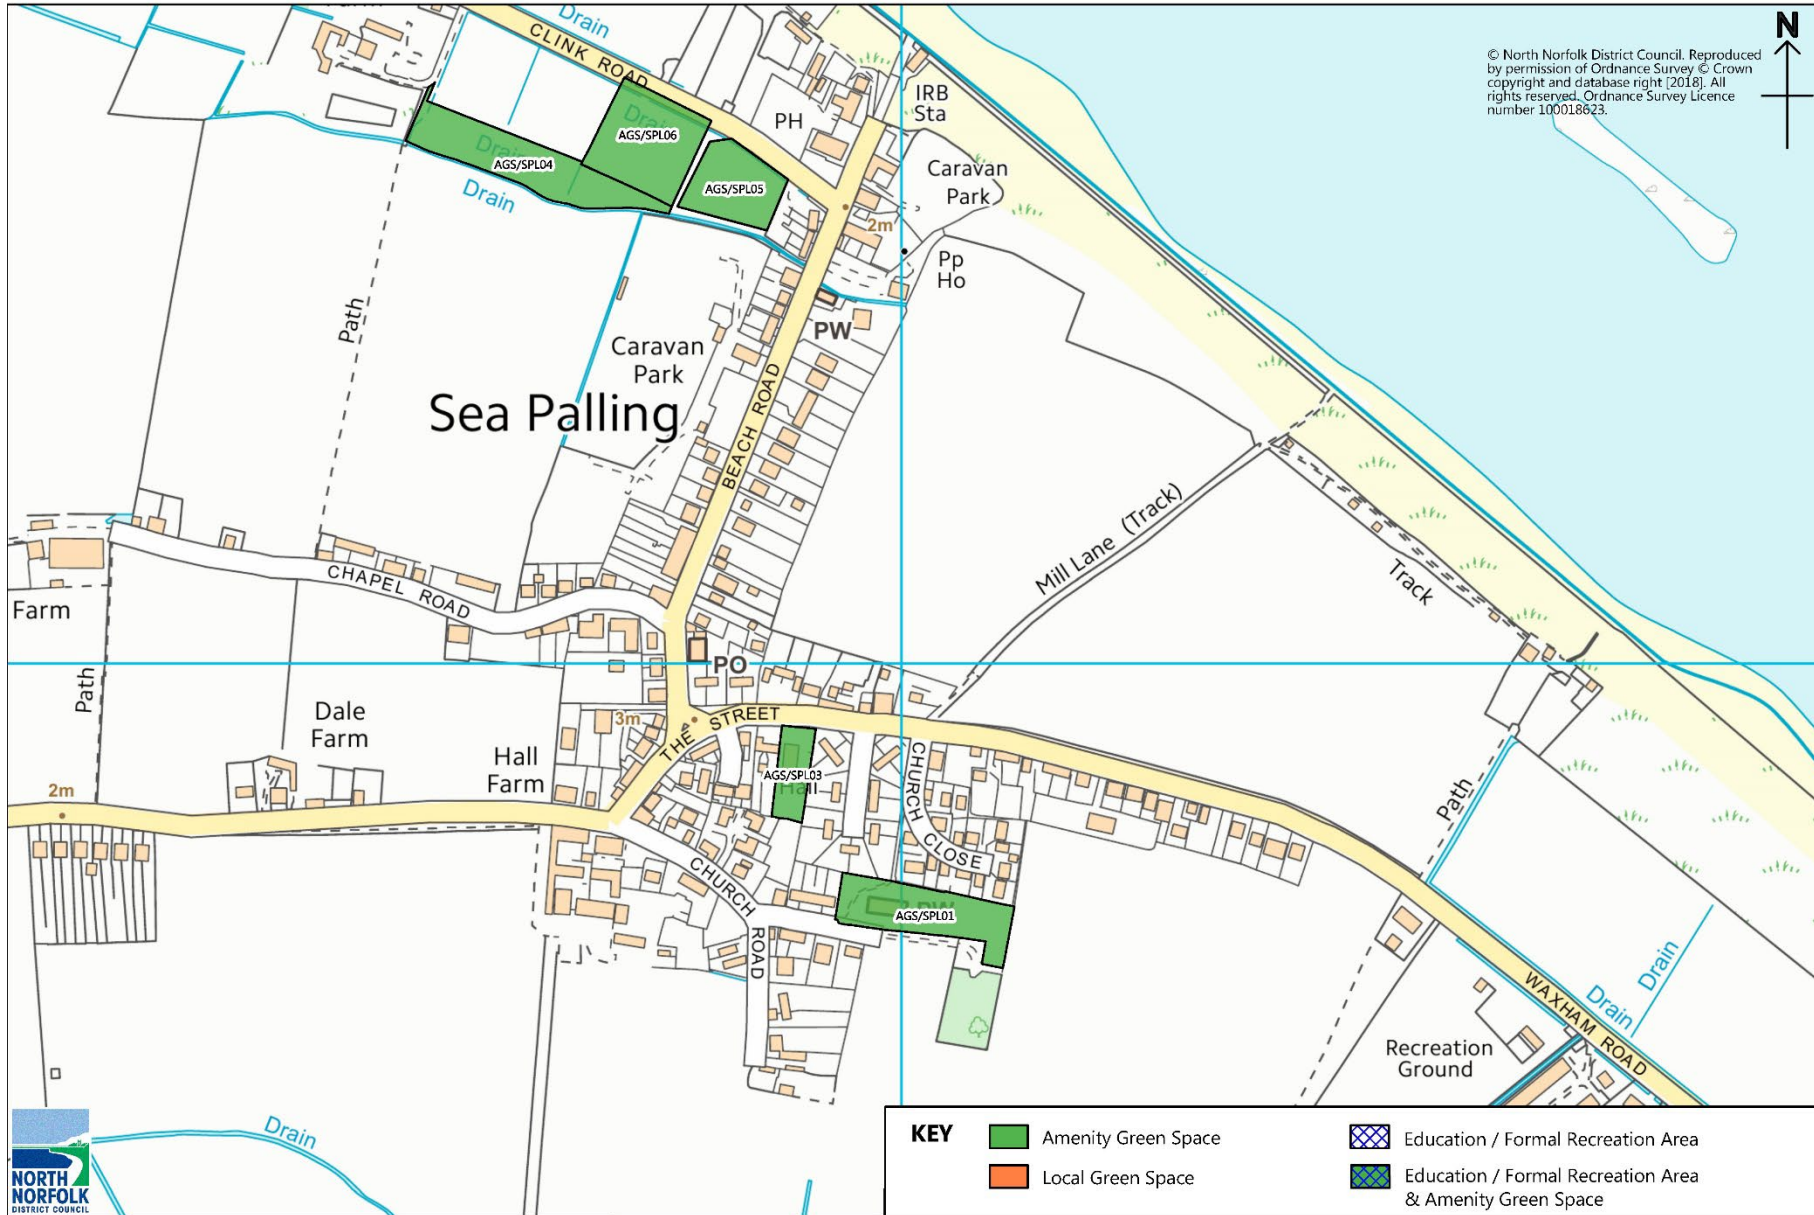 Drain
CLINK ROAD
N
© North Norfolk District Council. Reproduced
by permission of Ordnance Survey © Crown
copyright and database right [2018]. All
rights reserved. Ordnance Survey Licence
number 100018623.
IRB
Sta
PH
Drain
AGS/SPL06
Drain
AGS/SPL04
AGS/SPL05
Drain
Caravan
Park
2m
Pp
Ho
Path
PW
Caravan
Park
Sea Palling
BEACH ROAD
Mill Lane (Track)
Track
CHAPEL ROAD
Farm
PO
Path
Dale
Farm
3m
THE STREET
Hall
Farm
AGS/SPL03
Hall
CHURCH CLOSE
2m
Path
CHURCH ROAD
PW
AGS/SPL01
Drain
Drain
WAXHAM ROAD
Recreation
Ground
Drain
NORTH
NORFOLK
DISTRICT COUNCIL
KEY
Amenity Green Space
Education / Formal Recreation Area
Local Green Space
Education / Formal Recreation Area
& Amenity Green Space